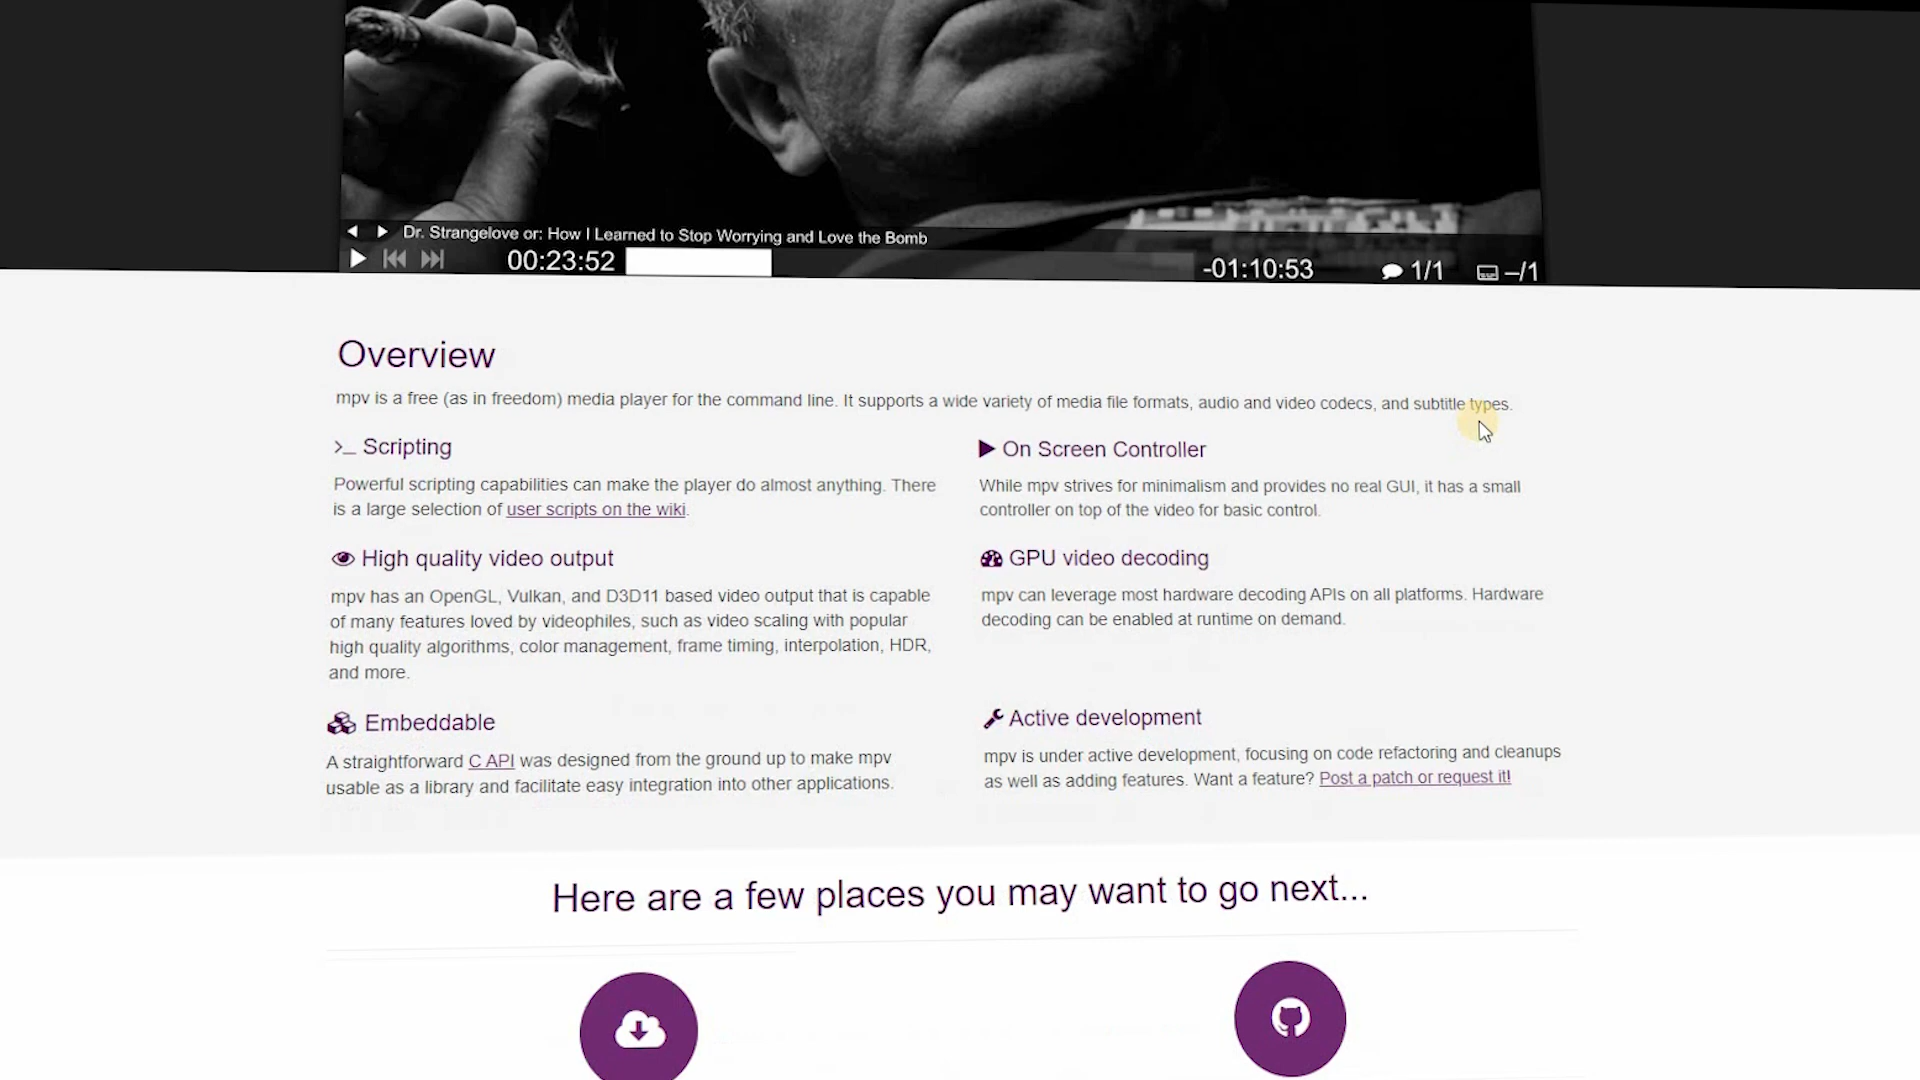 Dr. Strangelove or: How I Learned to Stop Worrying and Love the Bomb
00:23:52 -01:10:53 1/1 –/1
Overview
mpv is a free (as in freedom) media player for the command line. It supports a wide variety of media file formats, audio and video codecs, and subtitle types.
>_ Scripting
Powerful scripting capabilities can make the player do almost anything. There
is a large selection of user scripts on the wiki.
On Screen Controller
While mpv strives for minimalism and provides no real GUI, it has a small
controller on top of the video for basic control.
High quality video output
mpv has an OpenGL, Vulkan, and D3D11 based video output that is capable
of many features loved by videophiles, such as video scaling with popular
high quality algorithms, color management, frame timing, interpolation, HDR,
and more.
GPU video decoding
mpv can leverage most hardware decoding APIs on all platforms. Hardware
decoding can be enabled at runtime on demand.
Embeddable
A straightforward C API was designed from the ground up to make mpv
usable as a library and facilitate easy integration into other applications.
Active development
mpv is under active development, focusing on code refactoring and cleanups
as well as adding features. Want a feature? Post a patch or request it!
Here are a few places you may want to go next...